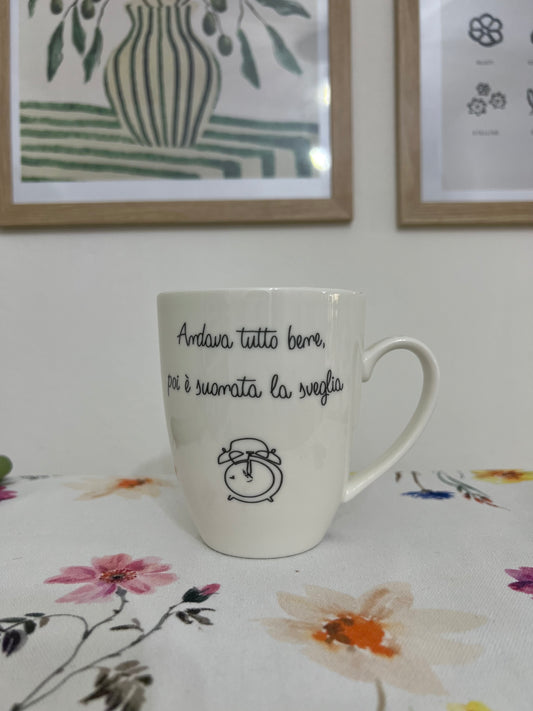 Andava tutto bene,
poi è suonata la sveglia